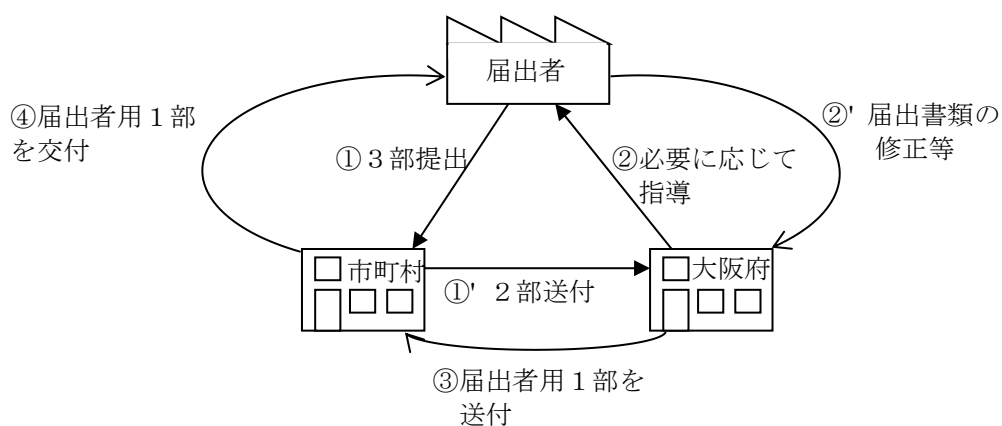 届出者
④届出者用１部
を交付
②' 届出書類の
修正等
①３部提出
②必要に応じて
指導
市町村
大阪府
①' ２部送付
③届出者用１部を
送付